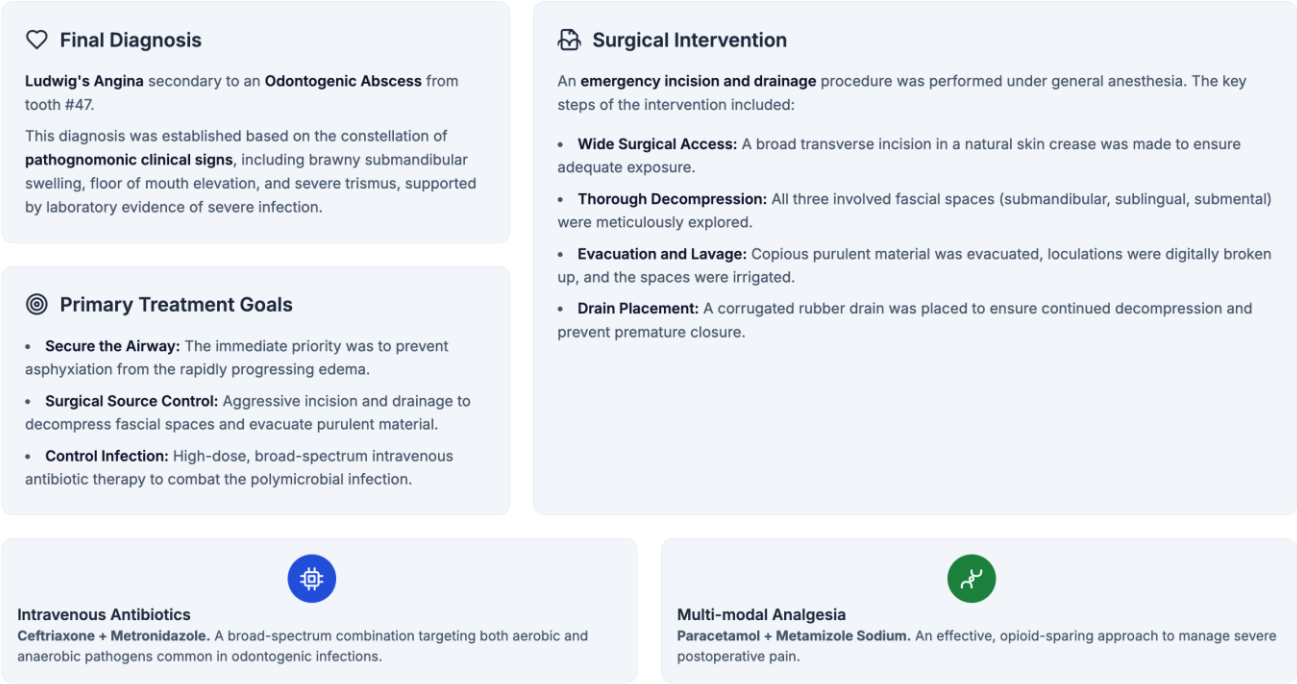 Final Diagnosis
Ludwig's Angina secondary to an Odontogenic Abscess from
tooth #47.
This diagnosis was established based on the constellation of
pathognomonic clinical signs, including brawny submandibular
swelling, floor of mouth elevation, and severe trismus, supported
by laboratory evidence of severe infection.
Primary Treatment Goals
• Secure the Airway: The immediate priority was to prevent
asphyxiation from the rapidly progressing edema.
• Surgical Source Control: Aggressive incision and drainage to
decompress fascial spaces and evacuate purulent material.
• Control Infection: High-dose, broad-spectrum intravenous
antibiotic therapy to combat the polymicrobial infection.
Surgical Intervention
An emergency incision and drainage procedure was performed under general anesthesia. The key
steps of the intervention included:
• Wide Surgical Access: A broad transverse incision in a natural skin crease was made to ensure
adequate exposure.
• Thorough Decompression: All three involved fascial spaces (submandibular, sublingual, submental)
were meticulously explored.
• Evacuation and Lavage: Copious purulent material was evacuated, loculations were digitally broken
up, and the spaces were irrigated.
• Drain Placement: A corrugated rubber drain was placed to ensure continued decompression and
prevent premature closure.
Intravenous Antibiotics
Ceftriaxone + Metronidazole. A broad-spectrum combination targeting both aerobic and
anaerobic pathogens common in odontogenic infections.
Multi-modal Analgesia
Paracetamol + Metamizole Sodium. An effective, opioid-sparing approach to manage severe
postoperative pain.